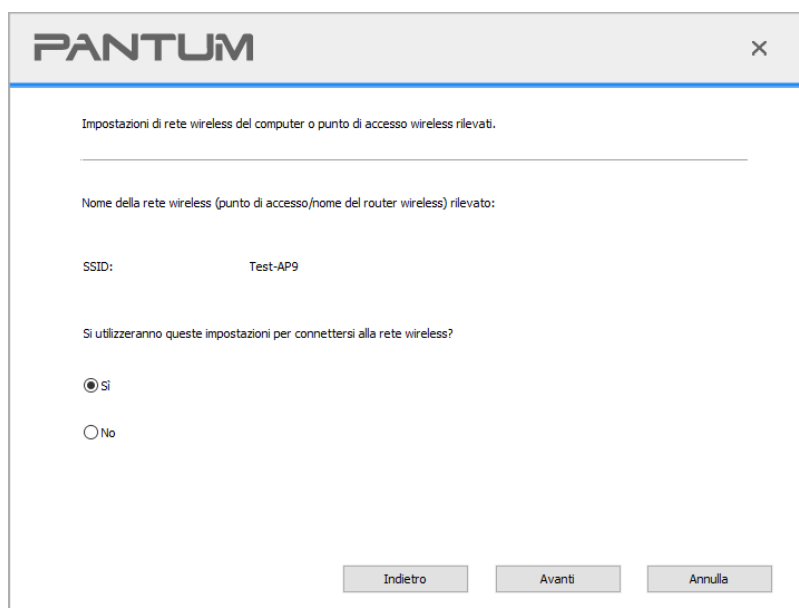 PANTUM
Impostazioni di rete wireless del computer o punto di accesso wireless rilevati.
Nome della rete wireless (punto di accesso/nome del router wireless) rilevato:
SSID: Test-AP9
Si utilizzeranno queste impostazioni per connettersi alla rete wireless?
Sì
No
Indietro Avanti Annulla